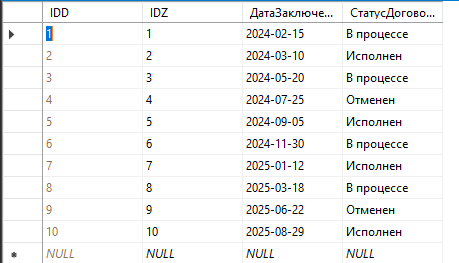 IDD IDZ ДатаЗаключе... СтатусДогово...
1 1 2024-02-15 В процессе
2 2 2024-03-10 Исполнен
3 3 2024-05-20 В процессе
4 4 2024-07-25 Отменен
5 5 2024-09-05 Исполнен
6 6 2024-11-30 В процессе
7 7 2025-01-12 Исполнен
8 8 2025-03-18 В процессе
9 9 2025-06-22 Отменен
10 10 2025-08-29 Исполнен
NULL NULL NULL NULL